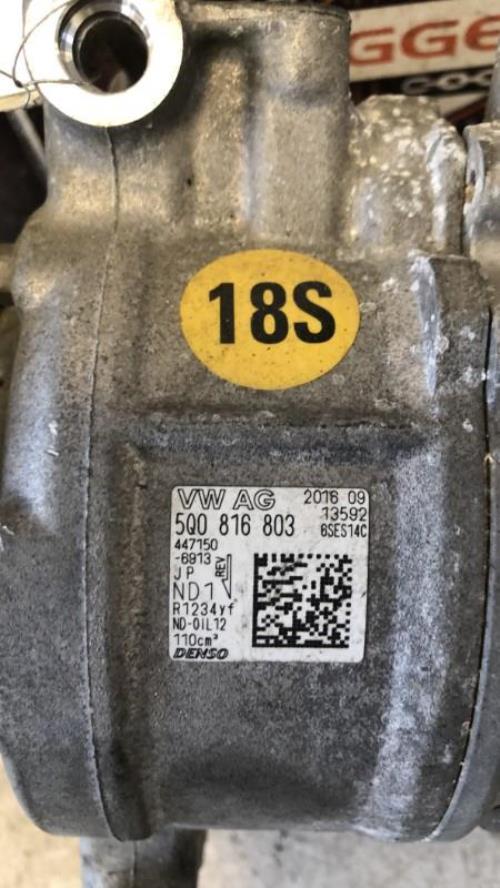 GGE
COO
18S
VW AG 2016 09
5Q0 816 803 13592
447150 6SES14C
-6913
JP REV
ND1
R1234yf
ND-OIL12
110cm³
DENSO